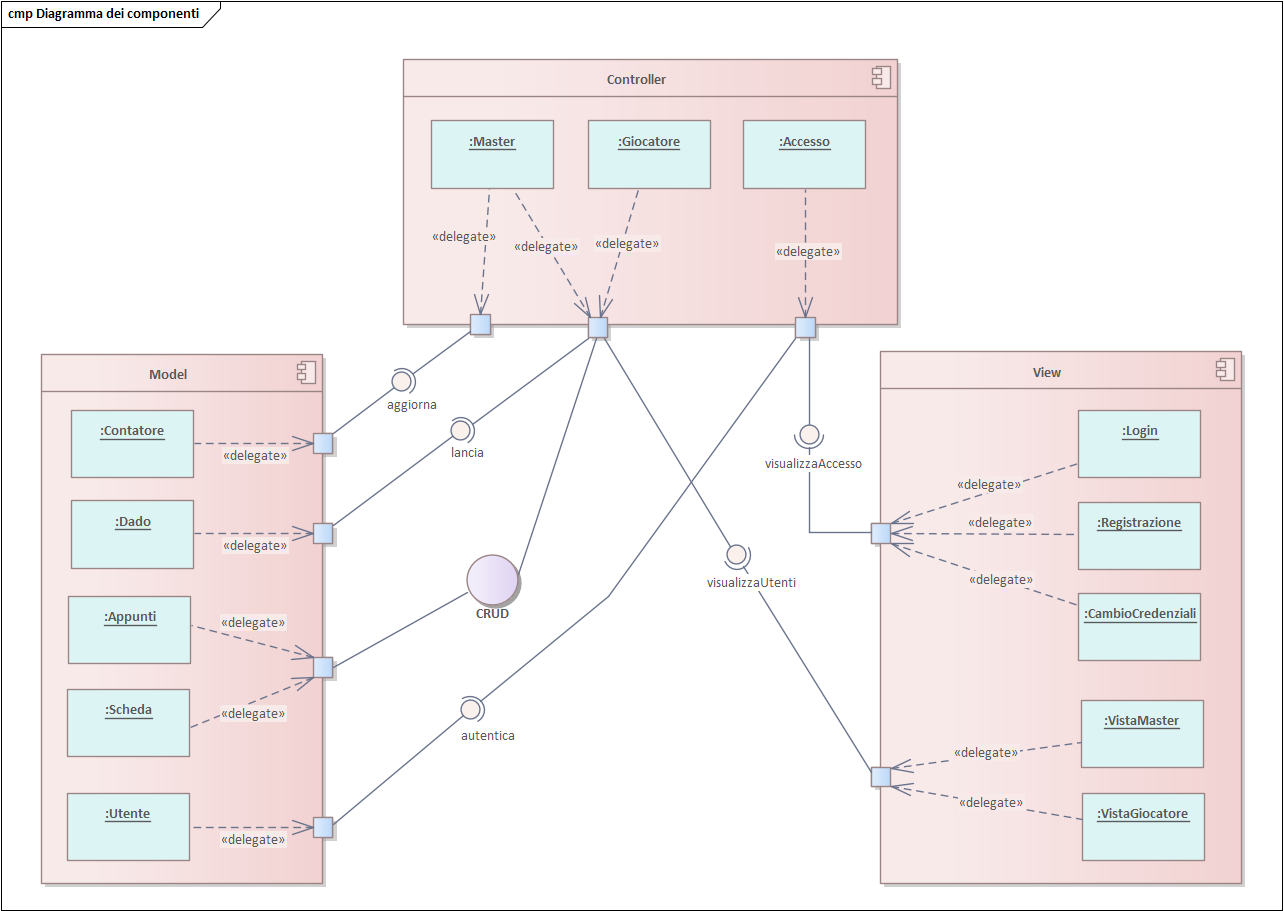 cmp Diagramma dei componenti
Controller
:Master
:Giocatore
:Accesso
«delegate»
«delegate»
«delegate»
«delegate»
Model
:Contatore
«delegate»
:Dado
«delegate»
:Appunti
«delegate»
:Scheda
«delegate»
:Utente
«delegate»
aggiorna
lancia
CRUD
autentica
visualizzaAccesso
visualizzaUtenti
View
:Login
«delegate»
:Registrazione
«delegate»
«delegate»
:CambioCredenziali
:VistaMaster
«delegate»
:VistaGiocatore
«delegate»